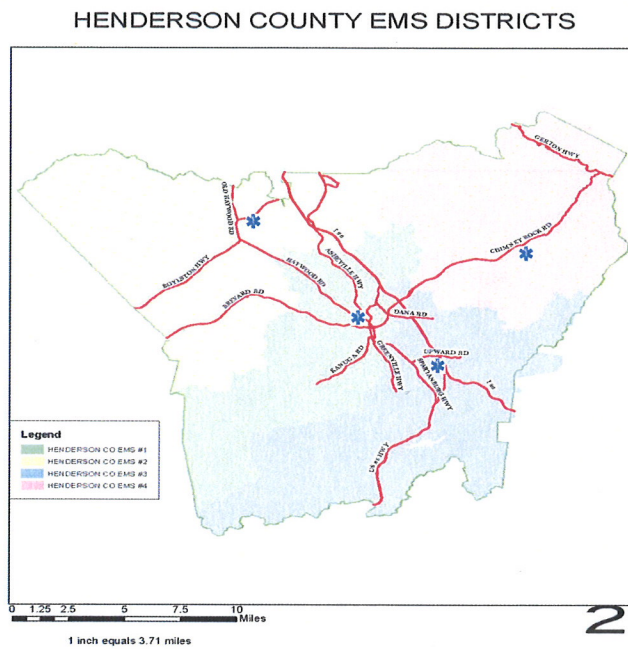 HENDERSON COUNTY EMS DISTRICTS
GERTON HWY
OLD HAYWOOD RD
CHIMNEY ROCK RD
I 26
ASHEVILLE HWY
HAYWOOD RD
BOYLSTON HWY
BREVARD RD
DANA RD
UPWARD RD
KANUGA RD
GREENVILLE HWY
SPARTANBURG HWY
I 26
US 25 HWY
Legend
HENDERSON CO EMS #1
HENDERSON CO EMS #2
HENDERSON CO EMS #3
HENDERSON CO EMS #4
0 1.25 2.5 5 7.5 10
Miles
1 inch equals 3.71 miles
2